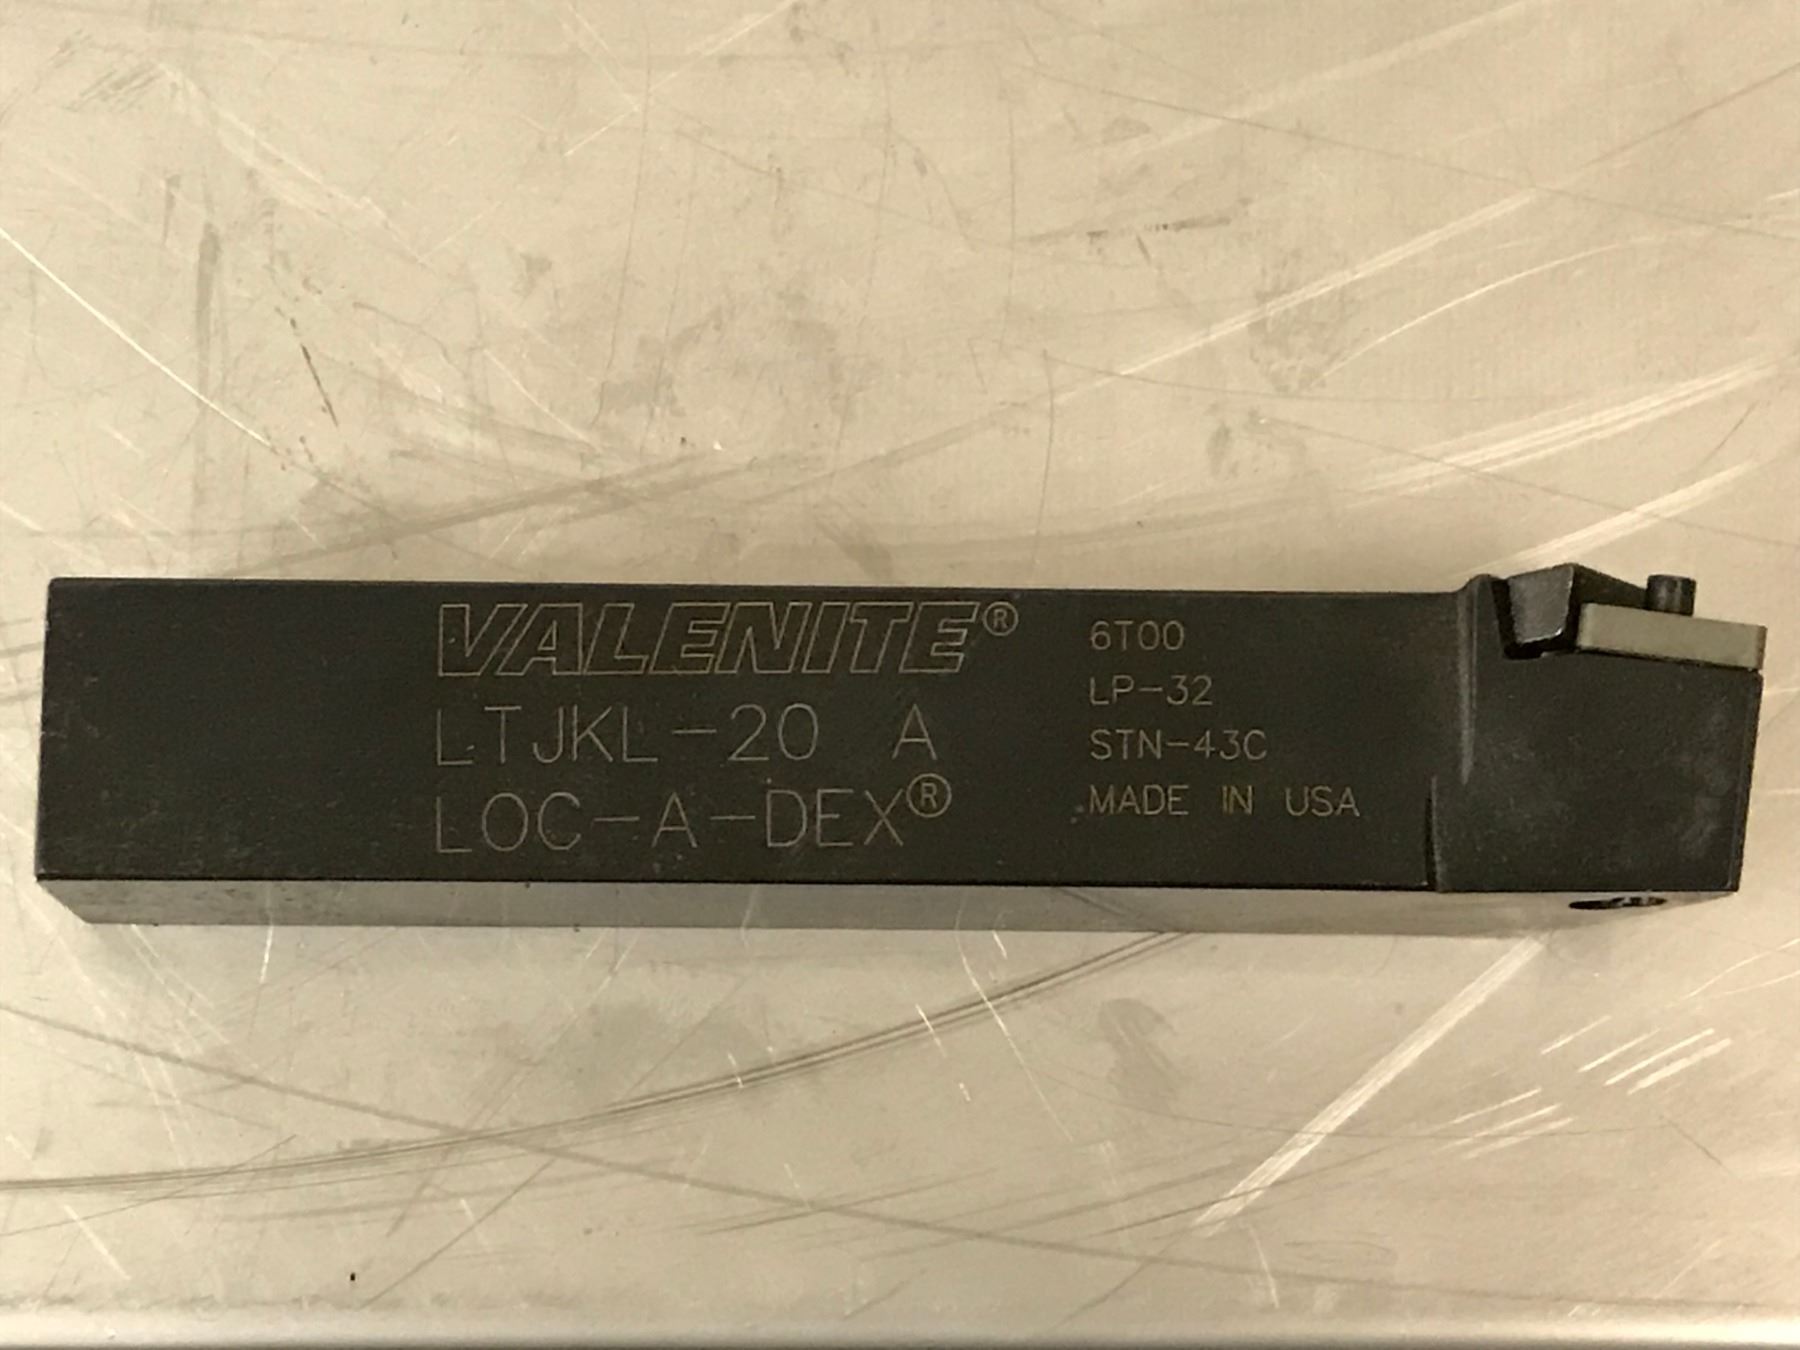 VALENITE®
LTJKL-20 A
LOC-A-DEX®
6T00
LP-32
STN-43C
MADE IN USA